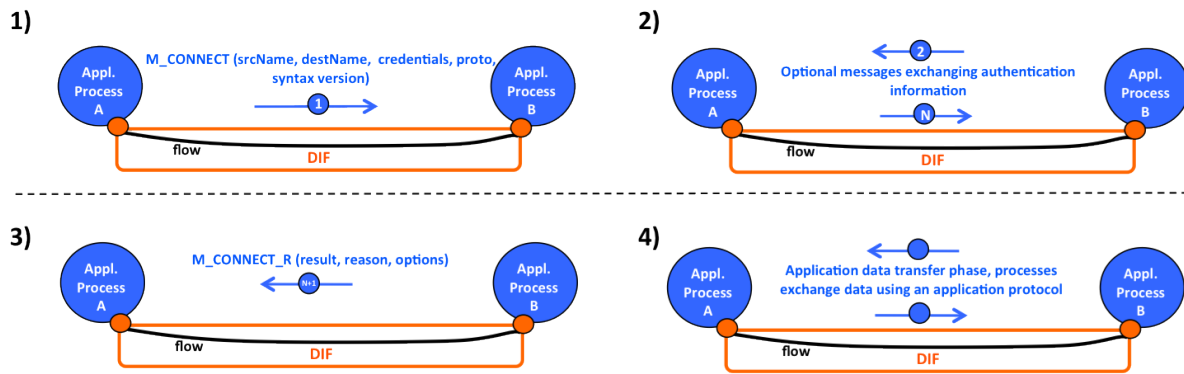 1)
Appl.
Process
A
M_CONNECT (srcName, destName, credentials, proto,
syntax version)
1
Appl.
Process
B
flow
DIF
2)
Appl.
Process
A
2
Optional messages exchanging authentication
information
N
Appl.
Process
B
flow
DIF
3)
Appl.
Process
A
M_CONNECT_R (result, reason, options)
N+1
Appl.
Process
B
flow
DIF
4)
Appl.
Process
A
Application data transfer phase, processes
exchange data using an application protocol
Appl.
Process
B
flow
DIF